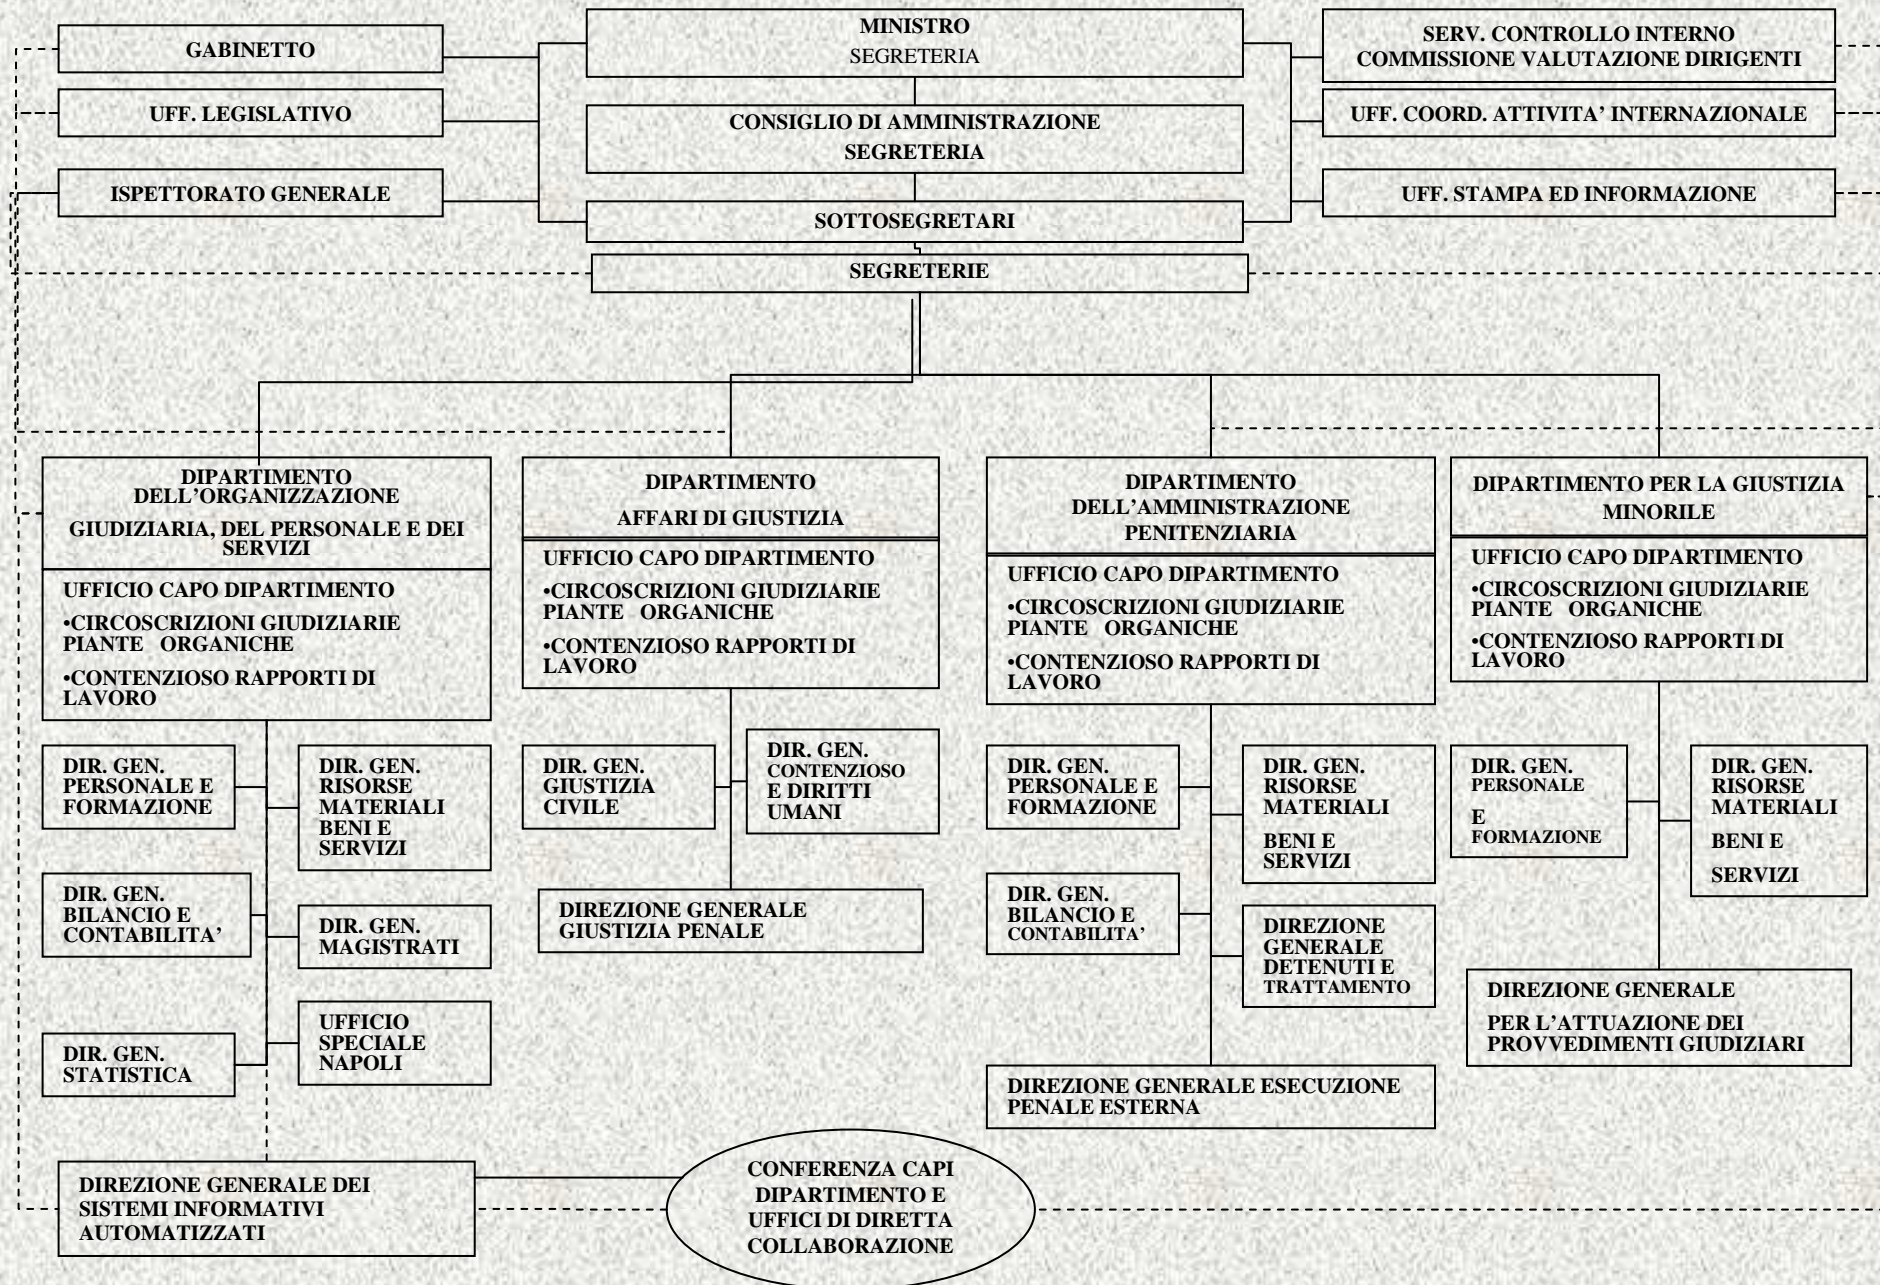 GABINETTO
MINISTRO
SEGRETERIA
SERV. CONTROLLO INTERNO
COMMISSIONE VALUTAZIONE DIRIGENTI
UFF. LEGISLATIVO
CONSIGLIO DI AMMINISTRAZIONE
SEGRETERIA
UFF. COORD. ATTIVITA’ INTERNAZIONALE
ISPETTORATO GENERALE
SOTTOSEGRETARI
UFF. STAMPA ED INFORMAZIONE
SEGRETERIE
DIPARTIMENTO
DELL’ORGANIZZAZIONE
GIUDIZIARIA, DEL PERSONALE E DEI
SERVIZI
UFFICIO CAPO DIPARTIMENTO
•CIRCOSCRIZIONI GIUDIZIARIE
PIANTE ORGANICHE
•CONTENZIOSO RAPPORTI DI
LAVORO
DIPARTIMENTO
AFFARI DI GIUSTIZIA
UFFICIO CAPO DIPARTIMENTO
•CIRCOSCRIZIONI GIUDIZIARIE
PIANTE ORGANICHE
•CONTENZIOSO RAPPORTI DI
LAVORO
DIPARTIMENTO
DELL’AMMINISTRAZIONE
PENITENZIARIA
UFFICIO CAPO DIPARTIMENTO
•CIRCOSCRIZIONI GIUDIZIARIE
PIANTE ORGANICHE
•CONTENZIOSO RAPPORTI DI
LAVORO
DIPARTIMENTO PER LA GIUSTIZIA
MINORILE
UFFICIO CAPO DIPARTIMENTO
•CIRCOSCRIZIONI GIUDIZIARIE
PIANTE ORGANICHE
•CONTENZIOSO RAPPORTI DI
LAVORO
DIR. GEN.
PERSONALE E
FORMAZIONE
DIR. GEN.
RISORSE
MATERIALI
BENI E
SERVIZI
DIR. GEN.
BILANCIO E
CONTABILITA’
DIR. GEN.
MAGISTRATI
DIR. GEN.
STATISTICA
UFFICIO
SPECIALE
NAPOLI
DIR. GEN.
GIUSTIZIA
CIVILE
DIR. GEN.
CONTENZIOSO
E DIRITTI
UMANI
DIREZIONE GENERALE
GIUSTIZIA PENALE
DIR. GEN.
PERSONALE E
FORMAZIONE
DIR. GEN.
RISORSE
MATERIALI
BENI E
SERVIZI
DIR. GEN.
BILANCIO E
CONTABILITA’
DIREZIONE
GENERALE
DETENUTI E
TRATTAMENTO
DIREZIONE GENERALE ESECUZIONE
PENALE ESTERNA
DIR. GEN.
PERSONALE
E
FORMAZIONE
DIR. GEN.
RISORSE
MATERIALI
BENI E
SERVIZI
DIREZIONE GENERALE
PER L’ATTUAZIONE DEI
PROVVEDIMENTI GIUDIZIARI
DIREZIONE GENERALE DEI
SISTEMI INFORMATIVI
AUTOMATIZZATI
CONFERENZA CAPI
DIPARTIMENTO E
UFFICI DI DIRETTA
COLLABORAZIONE